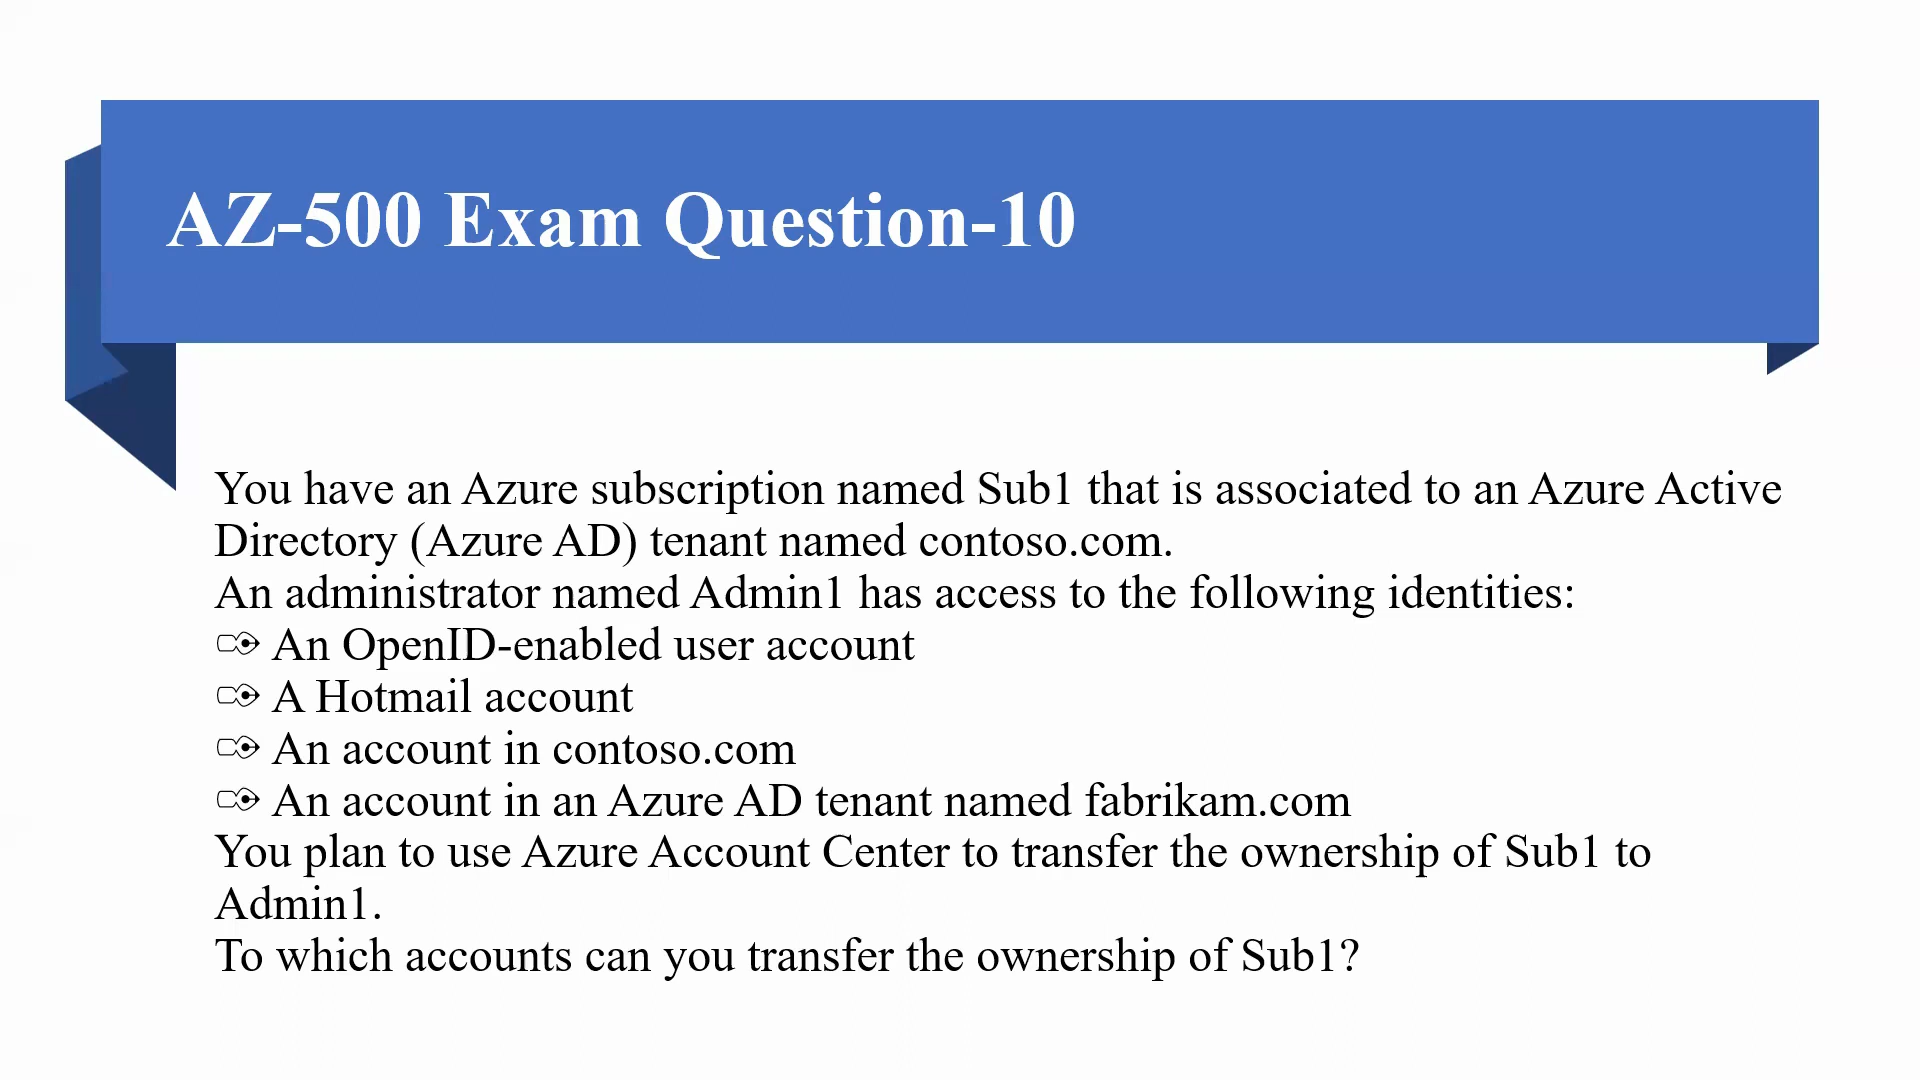 AZ-500 Exam Question-10
You have an Azure subscription named Sub1 that is associated to an Azure Active
Directory (Azure AD) tenant named contoso.com.
An administrator named Admin1 has access to the following identities:
An OpenID-enabled user account
A Hotmail account
An account in contoso.com
An account in an Azure AD tenant named fabrikam.com
You plan to use Azure Account Center to transfer the ownership of Sub1 to
Admin1.
To which accounts can you transfer the ownership of Sub1?